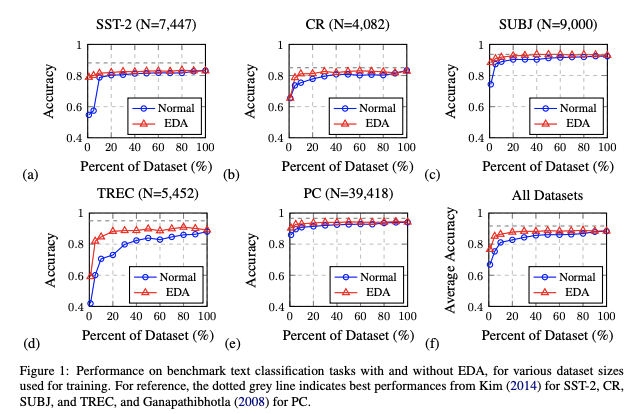 SST-2 (N=7,447)
CR (N=4,082)
SUBJ (N=9,000)
1
0.8
0.6
0.4
Accuracy
Normal
EDA
0 20 40 60 80 100
Percent of Dataset (%)
(a)
1
0.8
0.6
0.4
Accuracy
Normal
EDA
0 20 40 60 80 100
Percent of Dataset (%)
(b)
1
0.8
0.6
0.4
Accuracy
Normal
EDA
0 20 40 60 80 100
Percent of Dataset (%)
(c)
TREC (N=5,452)
PC (N=39,418)
All Datasets
1
0.8
0.6
0.4
Accuracy
Normal
EDA
0 20 40 60 80 100
Percent of Dataset (%)
(d)
1
0.8
0.6
0.4
Accuracy
Normal
EDA
0 20 40 60 80 100
Percent of Dataset (%)
(e)
1
0.8
0.6
0.4
Average Accuracy
Normal
EDA
0 20 40 60 80 100
Percent of Dataset (%)
(f)
Figure 1: Performance on benchmark text classification tasks with and without EDA, for various dataset sizes
used for training. For reference, the dotted grey line indicates best performances from Kim (2014) for SST-2, CR,
SUBJ, and TREC, and Ganapathibhotla (2008) for PC.